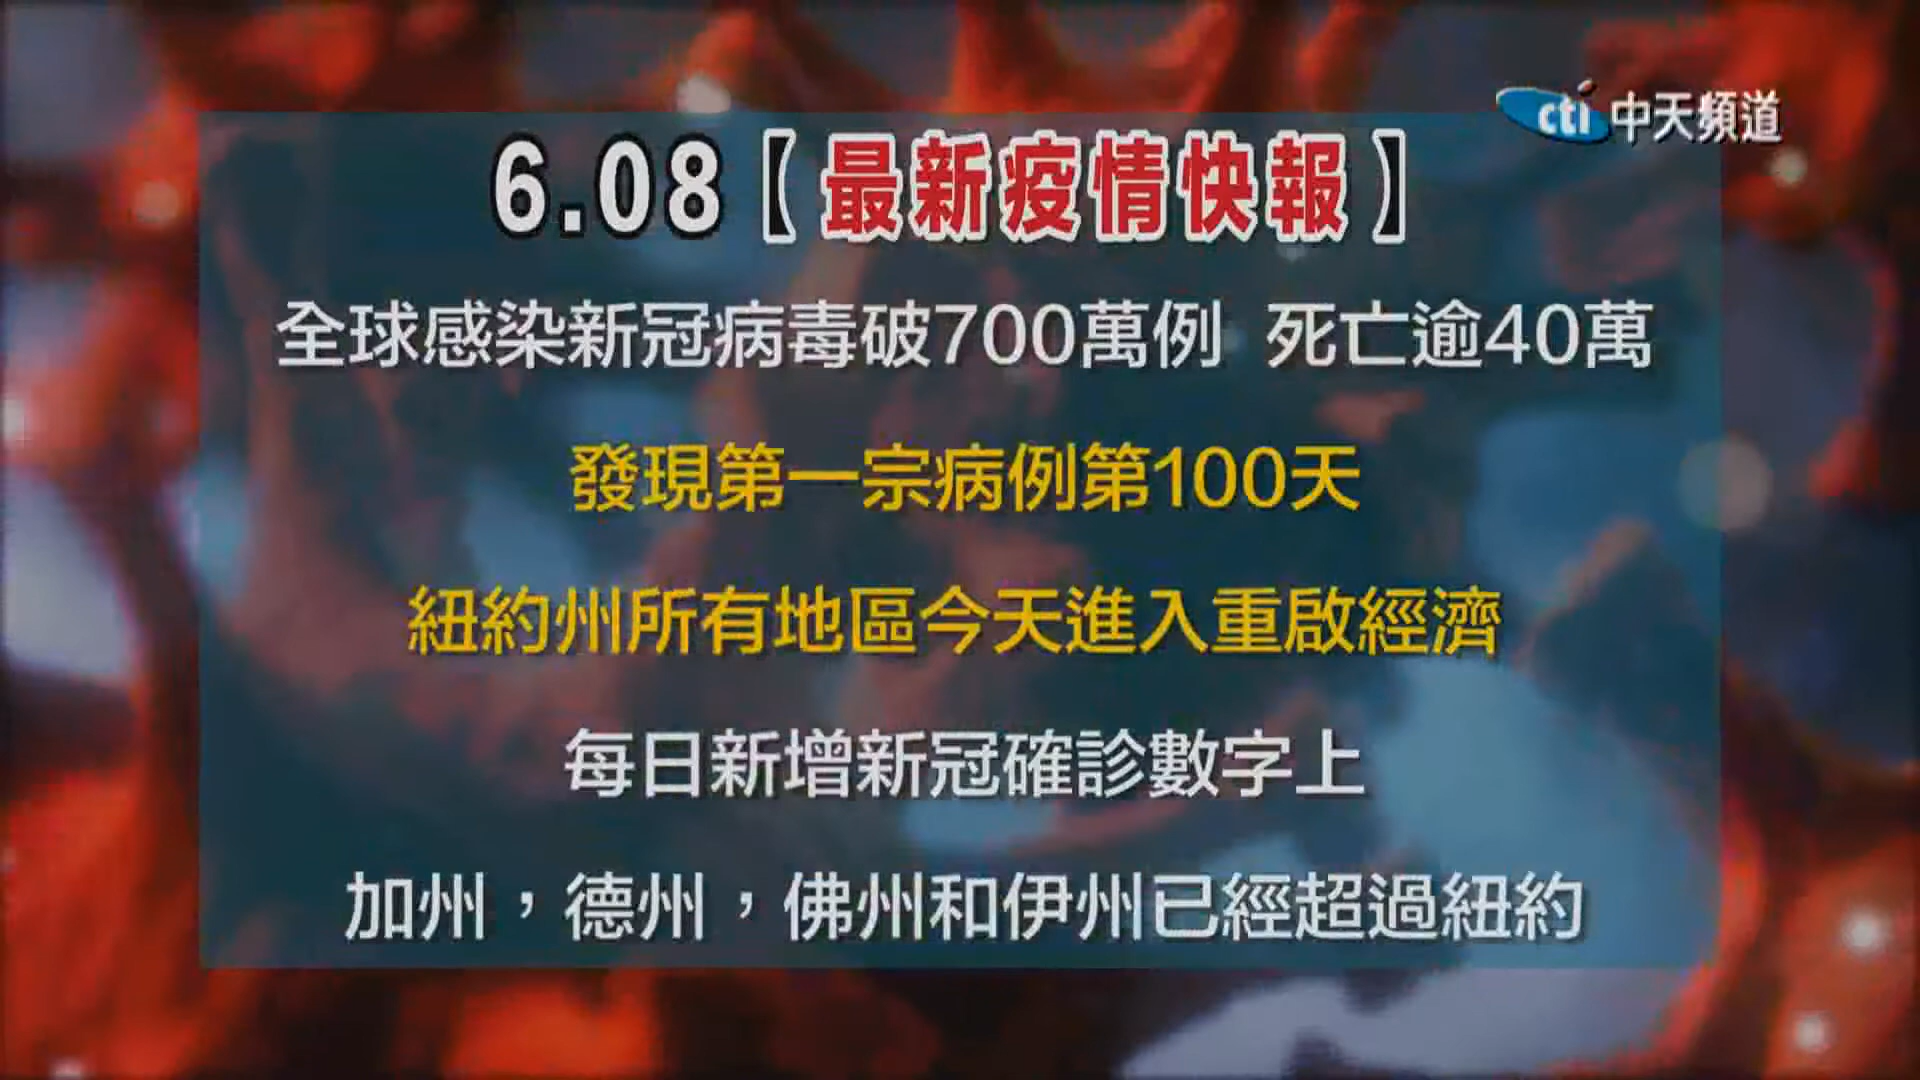 cti 中天頻道
6.08【最新疫情快報】
全球感染新冠病毒破700萬例 死亡逾40萬
發現第一宗病例第100天
紐約州所有地區今天進入重啟經濟
每日新增新冠確診數字上
加州，德州，佛州和伊州已經超過紐約